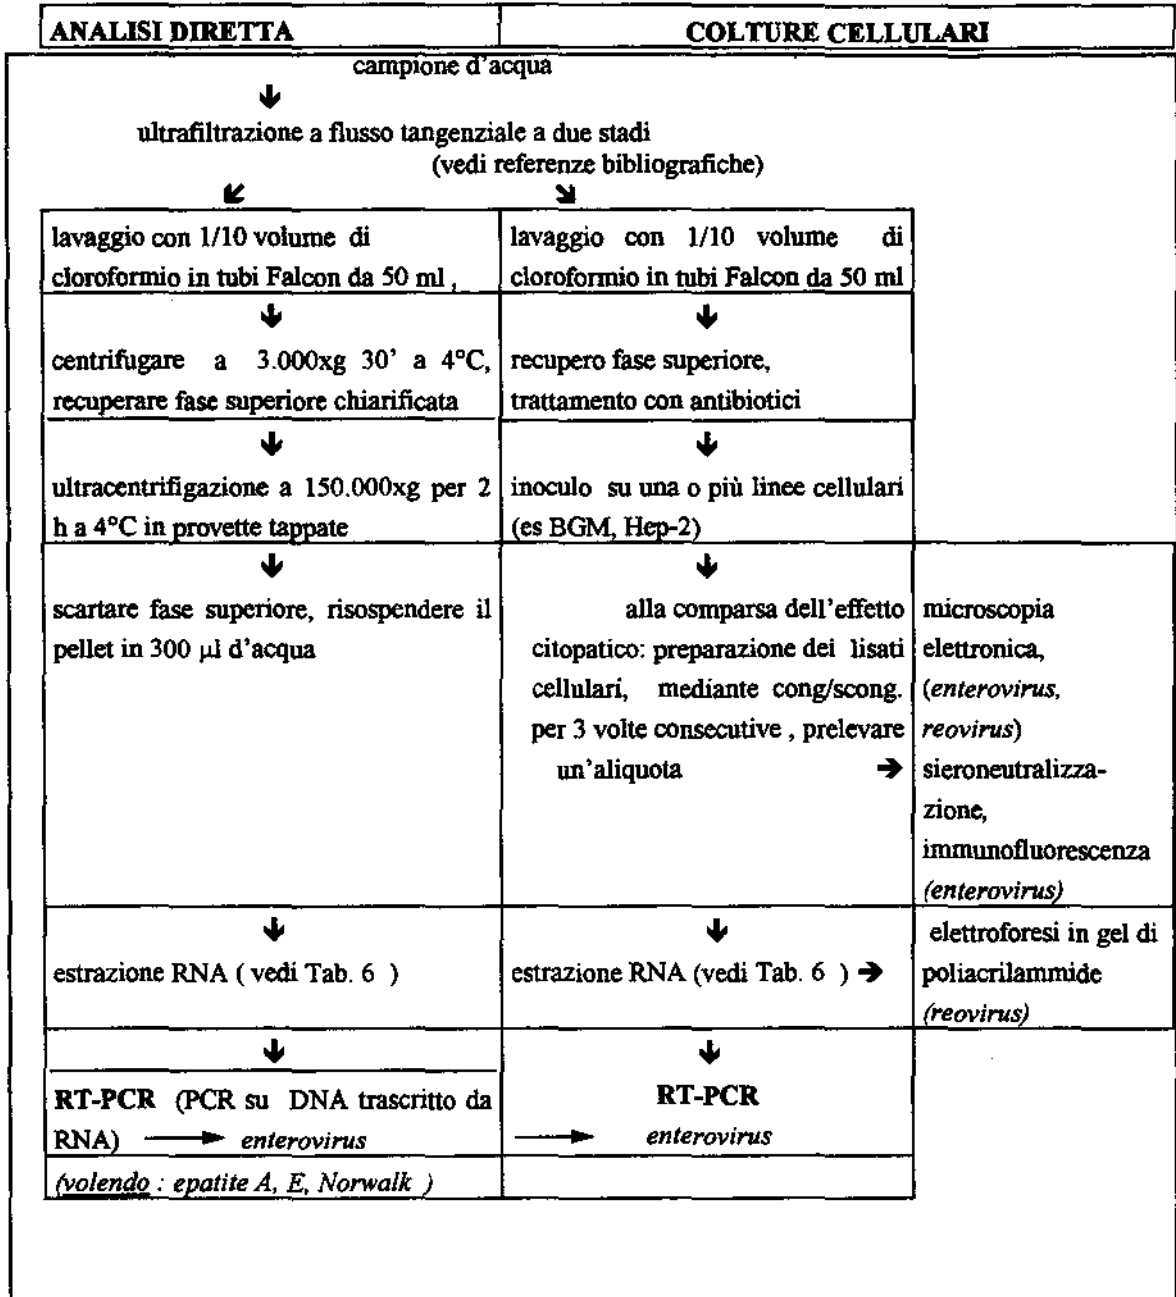 ANALISI DIRETTA
COLTURE CELLULARI
campione d'acqua
ultrafiltrazione a flusso tangenziale a due stadi
(vedi referenze bibliografiche)
lavaggio con 1/10 volume di
cloroformio in tubi Falcon da 50 ml ,
lavaggio con 1/10 volume di
cloroformio in tubi Falcon da 50 ml
centrifugare a 3.000xg 30' a 4°C,
recuperare fase superiore chiarificata
recupero fase superiore,
trattamento con antibiotici
ultracentrifigazione a 150.000xg per 2
h a 4°C in provette tappate
inoculo su una o più linee cellulari
(es BGM, Hep-2)
scartare fase superiore, risospendere il
pellet in 300 µl d'acqua
alla comparsa dell'effetto
citopatico: preparazione dei lisati
cellulari, mediante cong/scong.
per 3 volte consecutive , prelevare
un'aliquota →
microscopia
elettronica,
(enterovirus,
reovirus)
sieroneutralizza-
zione,
immunofluorescenza
(enterovirus)
estrazione RNA ( vedi Tab. 6 )
estrazione RNA (vedi Tab. 6 ) →
elettroforesi in gel di
poliacrilammide
(reovirus)
RT-PCR (PCR su DNA trascritto da
RNA) → enterovirus
(volendo : epatite A, E, Norwalk )
RT-PCR
→ enterovirus